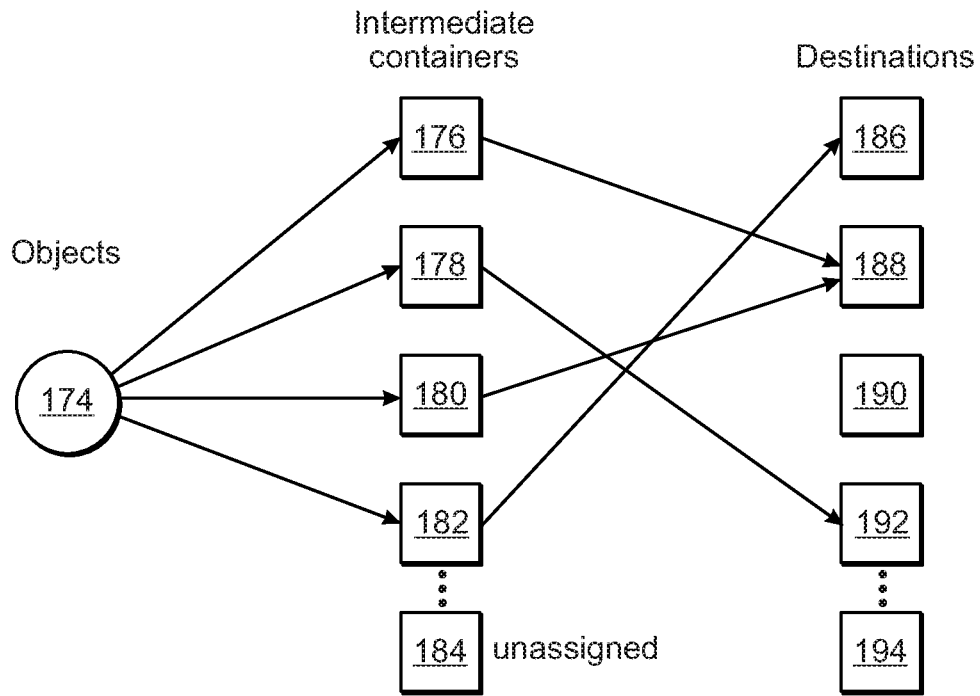 Intermediate
containers
Destinations
176
186
Objects
178
188
174
180
190
182
192
184
unassigned
194